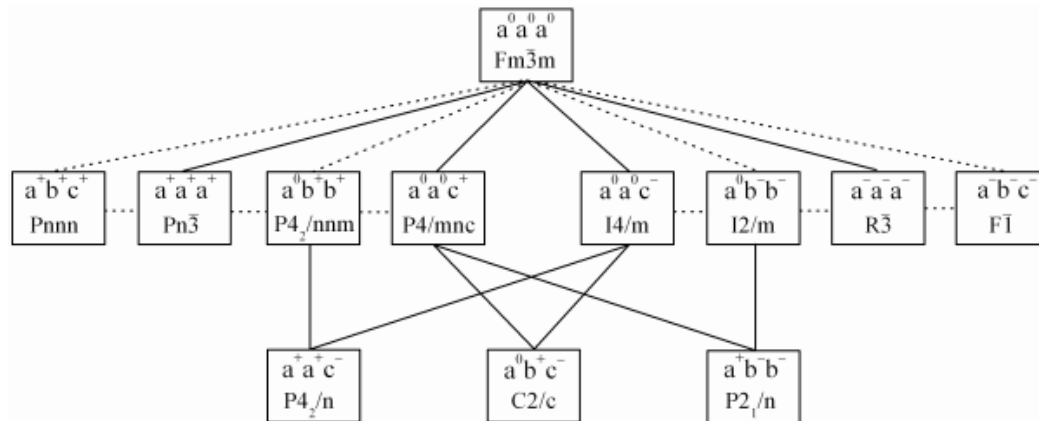 a⁰a⁰a⁰
Fm3̅m
a⁺b⁺c⁺
Pnnn
a⁺a⁺a⁺
Pn3̅
a⁰b⁺b⁺
P4₂/nnm
a⁰a⁰c⁺
P4/mnc
a⁰a⁰c⁻
I4/m
a⁰b⁻b⁻
I2/m
a⁻a⁻a⁻
R3̅
a⁻b⁻c⁻
F1̅
a⁺a⁺c⁻
P4₂/n
a⁰b⁺c⁻
C2/c
a⁺b⁻b⁻
P2₁/n